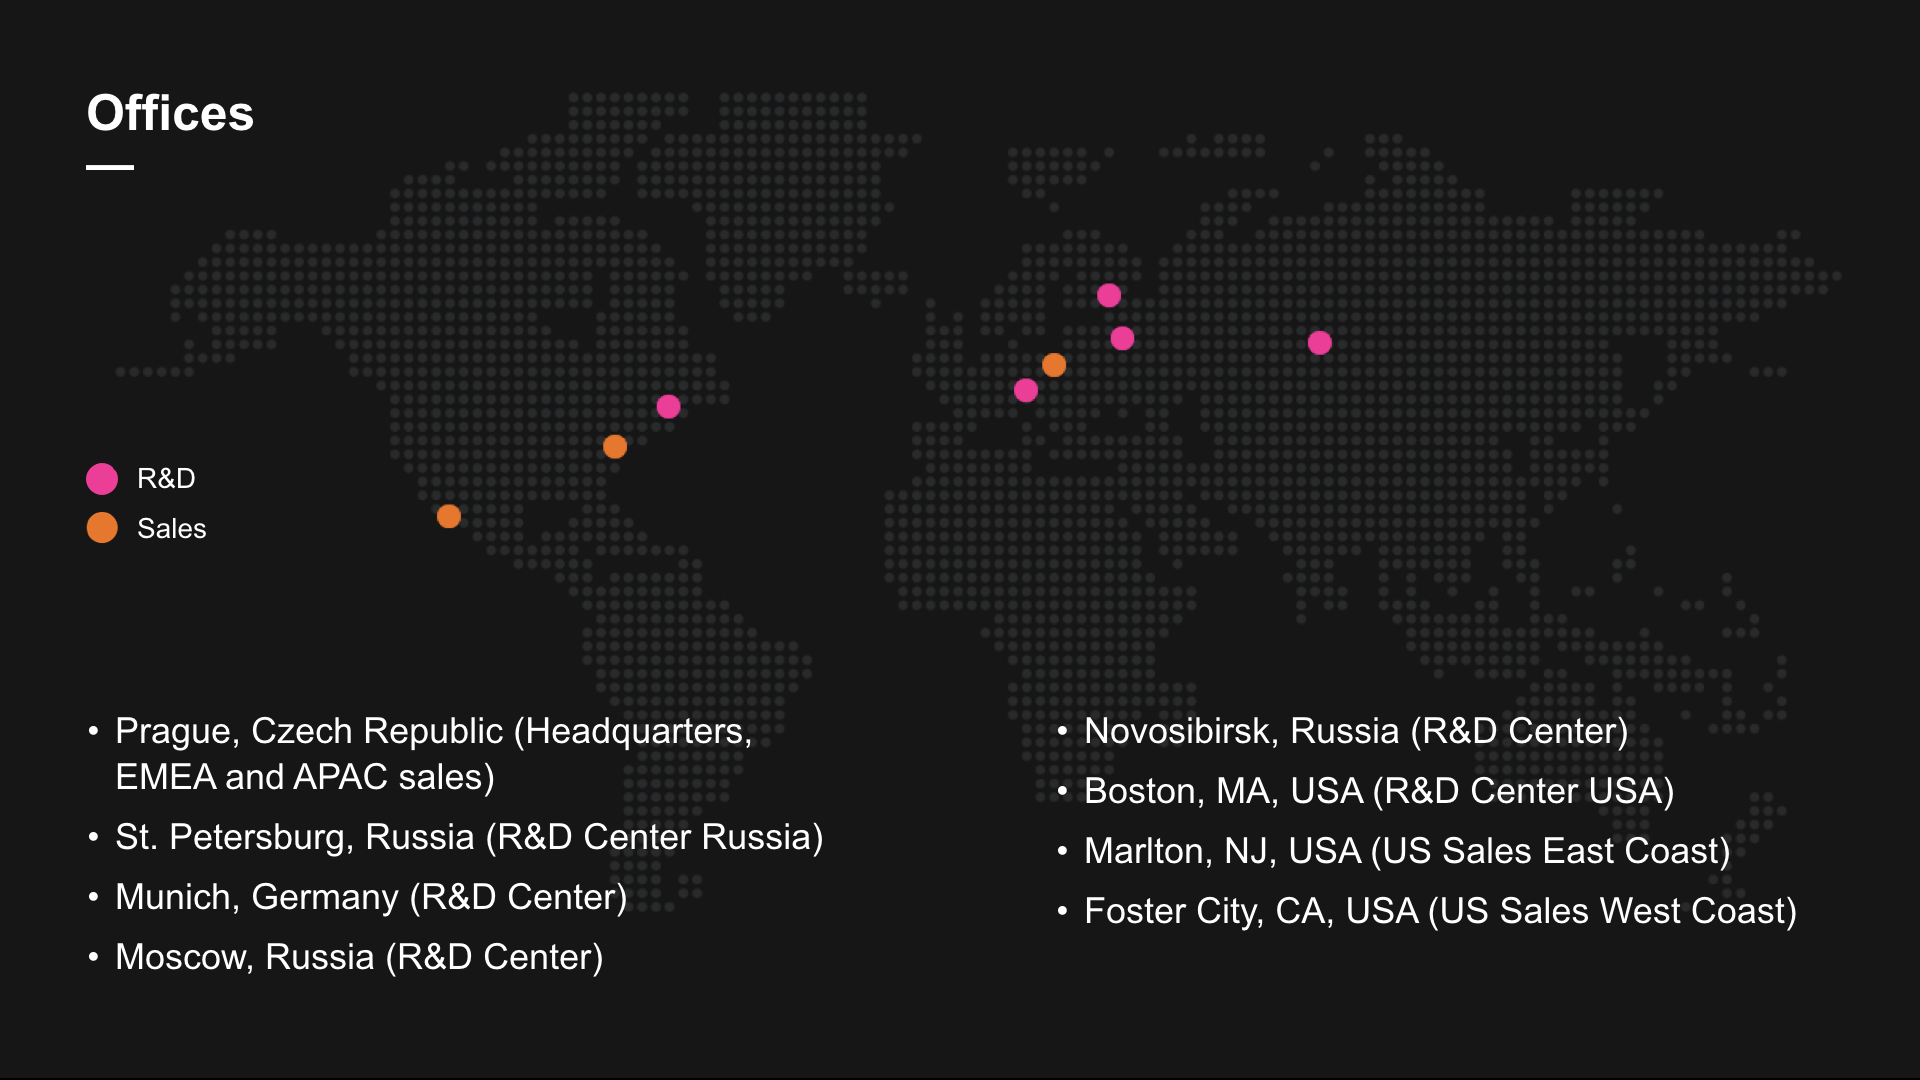 Offices
R&D
Sales
• Prague, Czech Republic (Headquarters,
EMEA and APAC sales)
• St. Petersburg, Russia (R&D Center Russia)
• Munich, Germany (R&D Center)
• Moscow, Russia (R&D Center)
• Novosibirsk, Russia (R&D Center)
• Boston, MA, USA (R&D Center USA)
• Marlton, NJ, USA (US Sales East Coast)
• Foster City, CA, USA (US Sales West Coast)